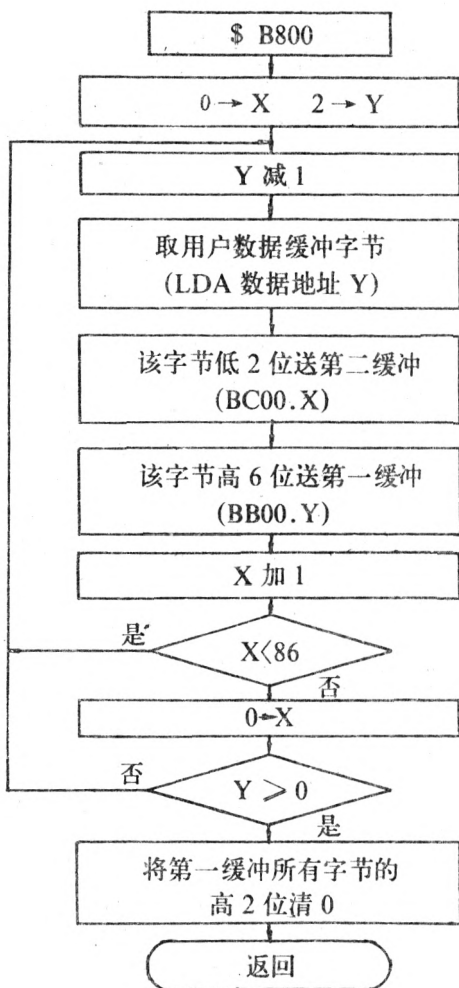 $ B800
0→X 2→Y
Y 减 1
取用户数据缓冲字节
(LDA 数据地址 Y)
该字节低 2 位送第二缓冲
(BC00.X)
该字节高 6 位送第一缓冲
(BB00.Y)
X 加 1
是
X<86
否
0→X
否
Y ⩾ 0
是
将第一缓冲所有字节的
高 2 位清 0
返回